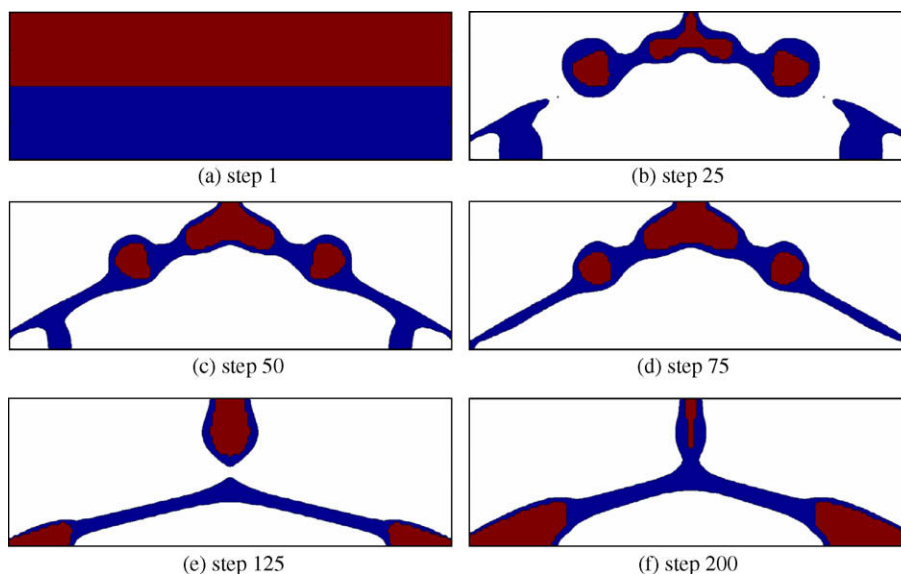 (a) step 1
(b) step 25
(c) step 50
(d) step 75
(e) step 125
(f) step 200